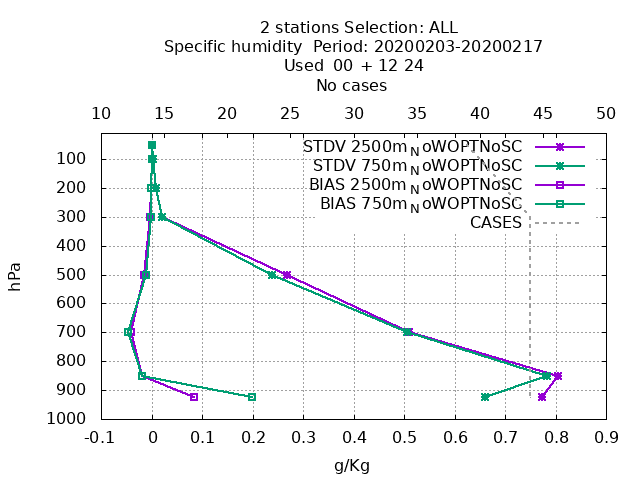 2 stations Selection: ALL
Specific humidity  Period: 20200203-20200217
Used  00 + 12 24
No cases
10 15 20 25 30 35 40 45 50
STDV 2500m_NoWOPTNoSC
STDV 750m_NoWOPTNoSC
BIAS 2500m_NoWOPTNoSC
BIAS 750m_NoWOPTNoSC
CASES
100
200
300
400
500
600
700
800
900
1000
hPa
-0.1 0 0.1 0.2 0.3 0.4 0.5 0.6 0.7 0.8 0.9
g/Kg